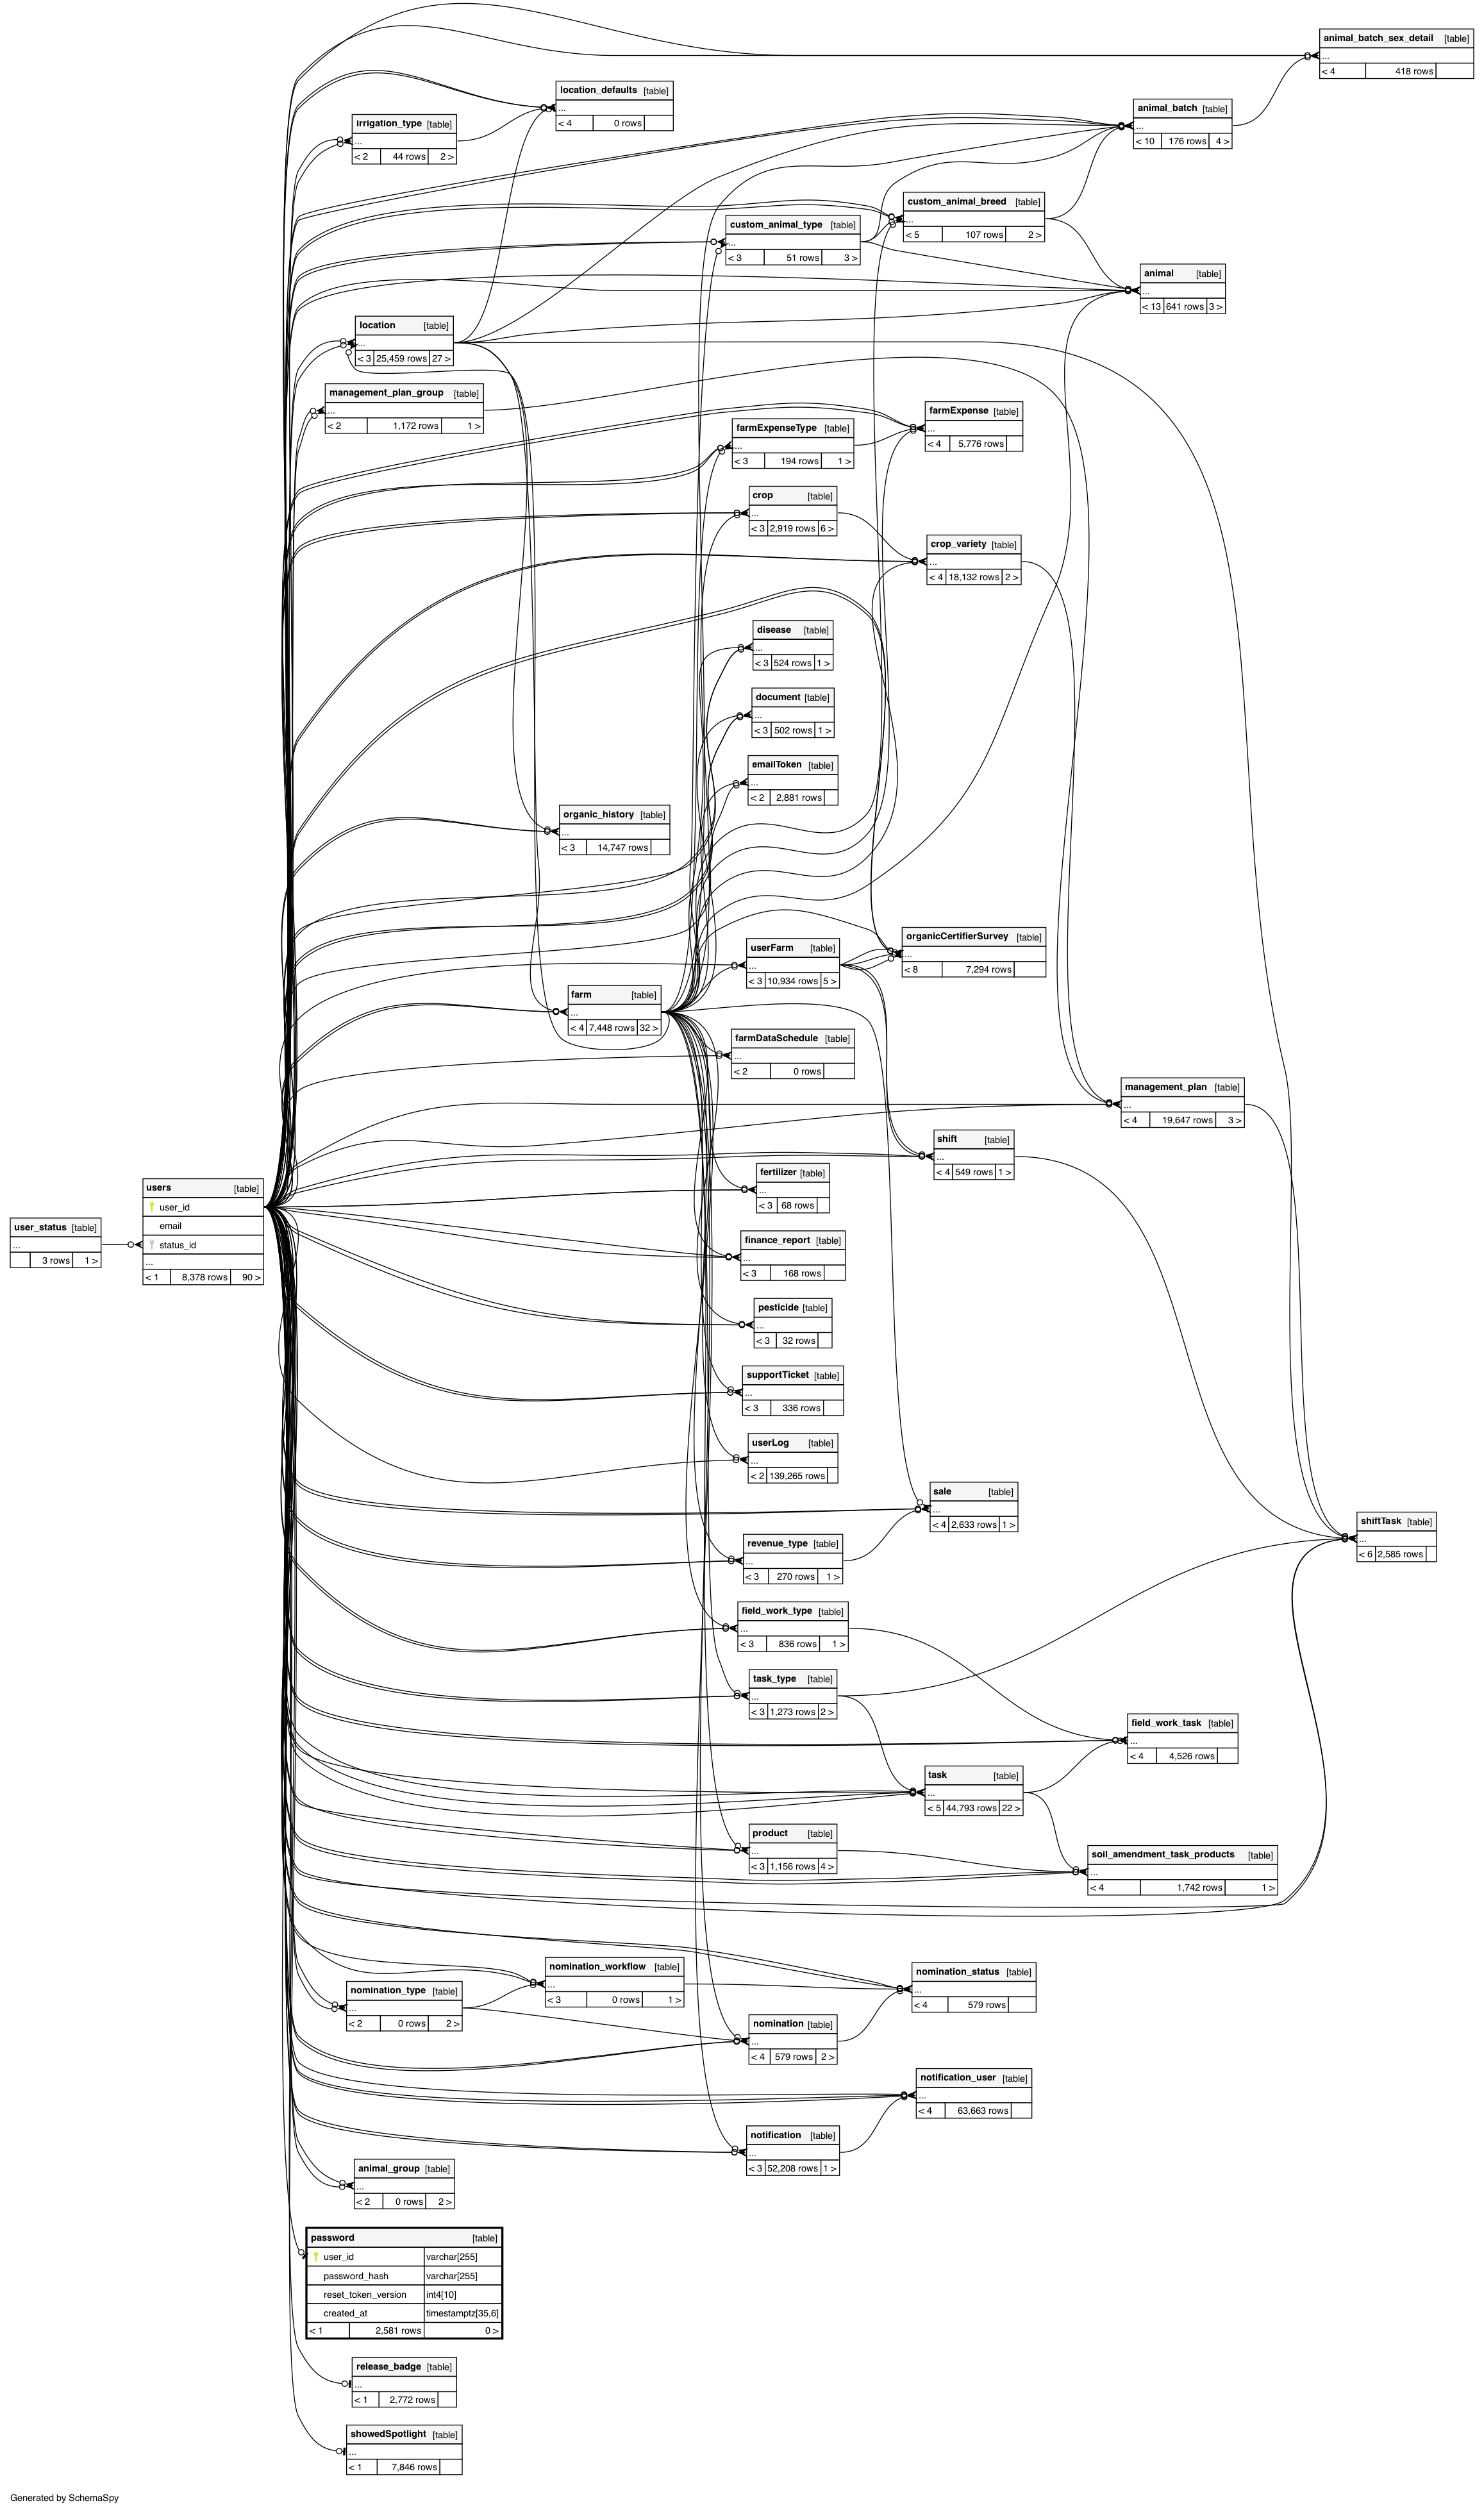 animal_batch_sex_detail [table]
...
< 4 418 rows
location_defaults [table]
...
< 4 0 rows
animal_batch [table]
...
< 10 176 rows 4 >
irrigation_type [table]
...
< 2 44 rows 2 >
custom_animal_breed [table]
...
< 5 107 rows 2 >
custom_animal_type [table]
...
< 3 51 rows 3 >
animal [table]
...
< 13 641 rows 3 >
location [table]
...
< 3 25,459 rows 27 >
management_plan_group [table]
...
< 2 1,172 rows 1 >
farmExpense [table]
...
< 4 5,776 rows
farmExpenseType [table]
...
< 3 194 rows 1 >
crop [table]
...
< 3 2,919 rows 6 >
crop_variety [table]
...
< 4 18,132 rows 2 >
disease [table]
...
< 3 524 rows 1 >
document [table]
...
< 3 502 rows 1 >
emailToken [table]
...
< 2 2,881 rows
organic_history [table]
...
< 3 14,747 rows
organicCertifierSurvey [table]
...
< 8 7,294 rows
userFarm [table]
...
< 3 10,934 rows 5 >
farm [table]
...
< 4 7,448 rows 32 >
farmDataSchedule [table]
...
< 2 0 rows
management_plan [table]
...
< 4 19,647 rows 3 >
shift [table]
...
< 4 549 rows 1 >
fertilizer [table]
...
< 3 68 rows
users [table]
user_id
email
status_id
...
< 1 8,378 rows 90 >
user_status [table]
...
3 rows 1 >
finance_report [table]
...
< 3 168 rows
pesticide [table]
...
< 3 32 rows
supportTicket [table]
...
< 3 336 rows
userLog [table]
...
< 2 139,265 rows
sale [table]
...
< 4 2,633 rows 1 >
shiftTask [table]
...
< 6 2,585 rows
revenue_type [table]
...
< 3 270 rows 1 >
field_work_type [table]
...
< 3 836 rows 1 >
task_type [table]
...
< 3 1,273 rows 2 >
field_work_task [table]
...
< 4 4,526 rows
task [table]
...
< 5 44,793 rows 22 >
product [table]
...
< 3 1,156 rows 4 >
soil_amendment_task_products [table]
...
< 4 1,742 rows 1 >
nomination_workflow [table]
...
< 3 0 rows 1 >
nomination_status [table]
...
< 4 579 rows
nomination_type [table]
...
< 2 0 rows 2 >
nomination [table]
...
< 4 579 rows 2 >
notification_user [table]
...
< 4 63,663 rows
notification [table]
...
< 3 52,208 rows 1 >
animal_group [table]
...
< 2 0 rows 2 >
password [table]
user_id varchar[255]
password_hash varchar[255]
reset_token_version int4[10]
created_at timestamptz[35,6]
< 1 2,581 rows 0 >
release_badge [table]
...
< 1 2,772 rows
showedSpotlight [table]
...
< 1 7,846 rows
Generated by SchemaSpy